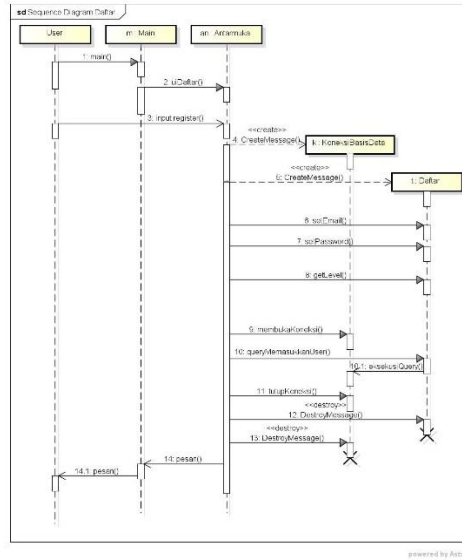 sd Sequence Diagram Daftar
User
m : Main
an : Antarmuka
1: main()
2: uiDaftar()
3: input register()
<<create>>
4: CreateMessage()
k : KoneksiBasisData
<<create>>
5: CreateMessage()
t : Daftar
6: setEmail()
7: setPassword()
8: getLevel()
9: membukaKoneksi()
10: queryMemasukkanUser()
10.1: eksekusiQuery()
11: tutupKoneksi()
<<destroy>>
12: DestroyMessage()
<<destroy>>
13: DestroyMessage()
14: pesan()
14.1: pesan()
powered by Ast